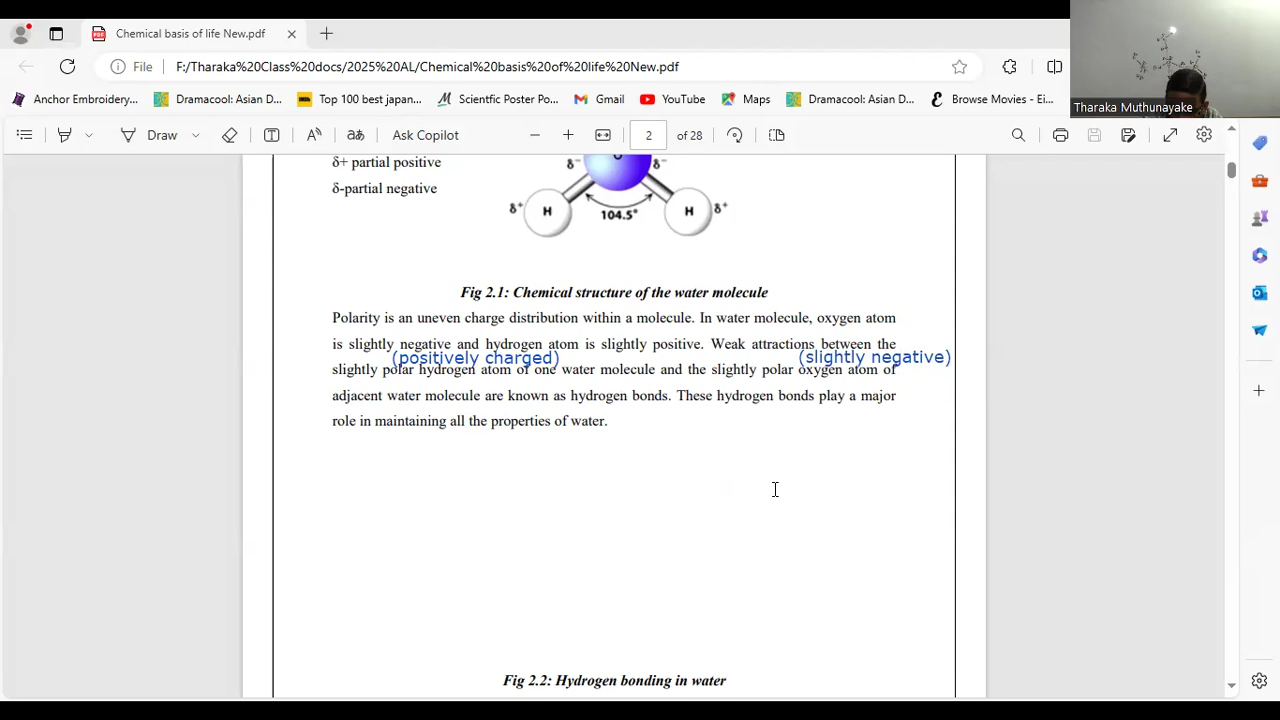 Chemical basis of life New.pdf
File
F:/Tharaka%20Class%20docs/2025%20AL/Chemical%20basis%20of%20life%20New.pdf
Anchor Embroidery...
Dramacool: Asian D...
Top 100 best japan...
Scientfic Poster Po...
Gmail
YouTube
Maps
Dramacool: Asian D...
Browse Movies - Ei...
Tharaka Muthunayake
Draw
Ask Copilot
2 of 28
δ+ partial positive
δ-partial negative
δ⁻ δ⁻
δ⁺ H 104.5° H δ⁺
Fig 2.1: Chemical structure of the water molecule
Polarity is an uneven charge distribution within a molecule. In water molecule, oxygen atom
is slightly negative and hydrogen atom is slightly positive. Weak attractions between the
(positively charged) (slightly negative)
slightly polar hydrogen atom of one water molecule and the slightly polar oxygen atom of
adjacent water molecule are known as hydrogen bonds. These hydrogen bonds play a major
role in maintaining all the properties of water.
Fig 2.2: Hydrogen bonding in water